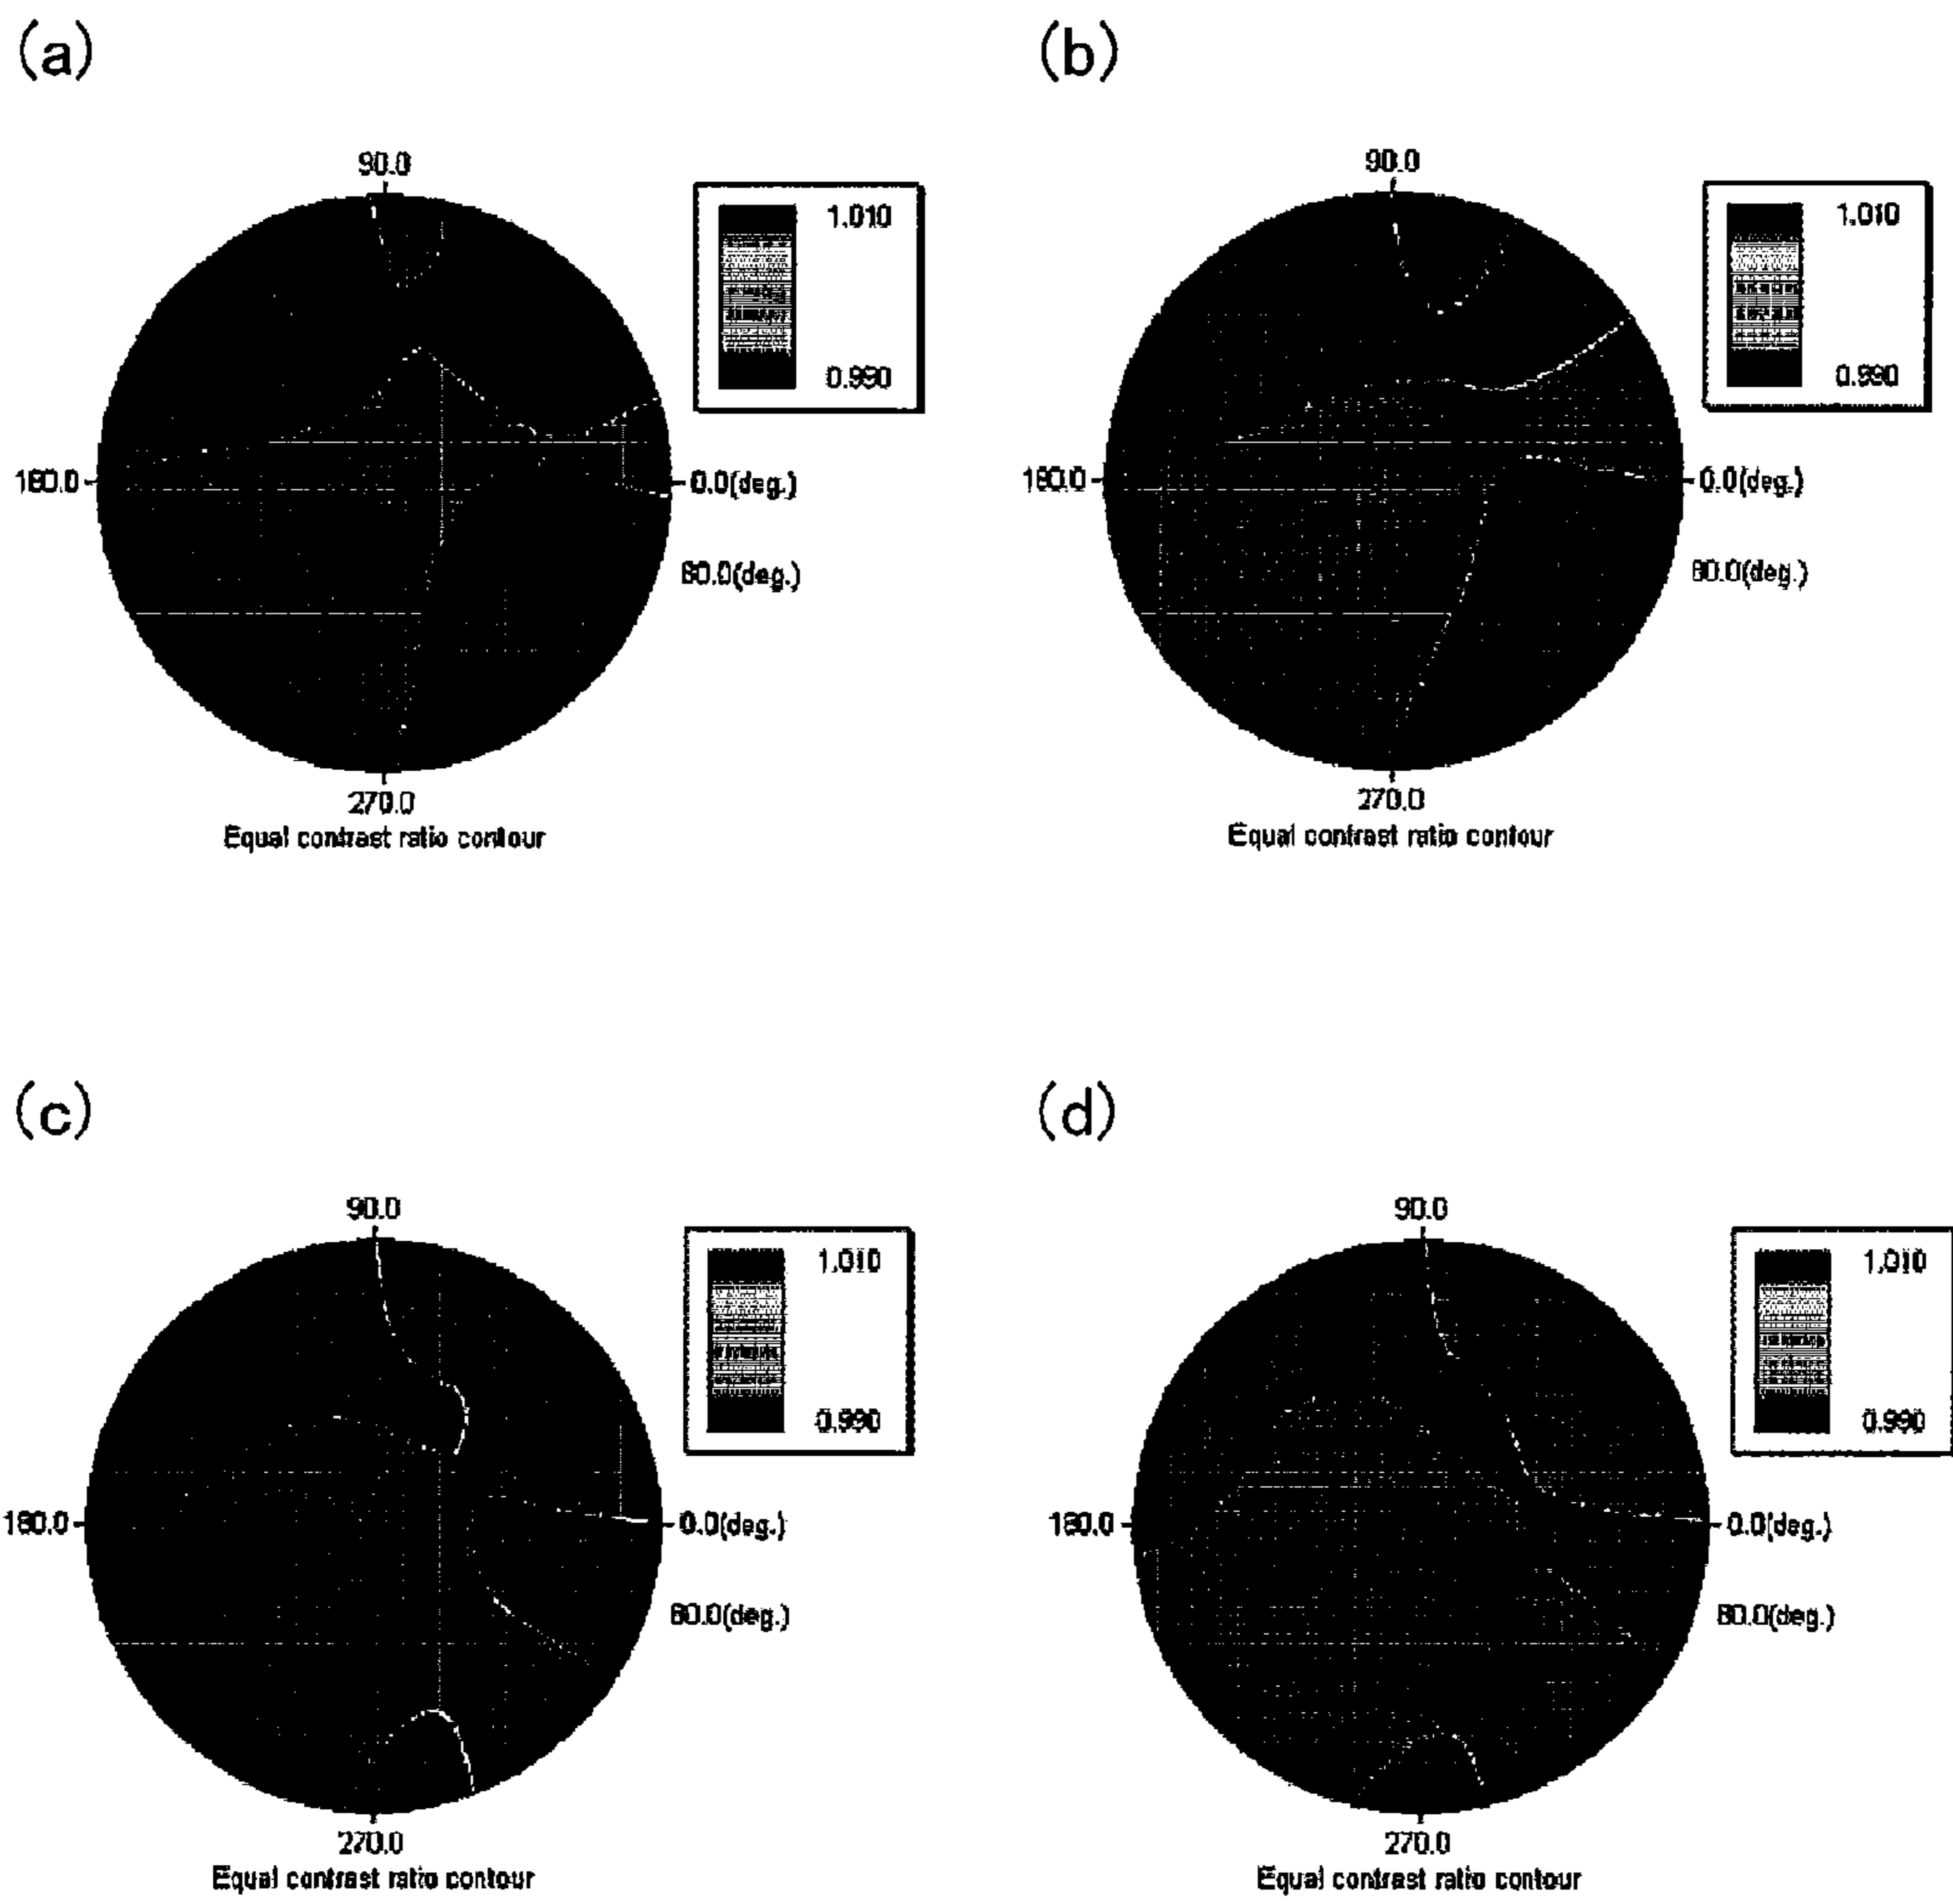 (a)
90.0
1.010
0.990
180.0
0.0(deg.)
80.0(deg.)
270.0
Equal contrast ratio contour
(b)
90.0
1.010
0.990
180.0
0.0(deg.)
80.0(deg.)
270.0
Equal contrast ratio contour
(c)
90.0
1.010
0.990
180.0
0.0(deg.)
80.0(deg.)
270.0
Equal contrast ratio contour
(d)
90.0
1.010
0.990
180.0
0.0(deg.)
80.0(deg.)
270.0
Equal contrast ratio contour